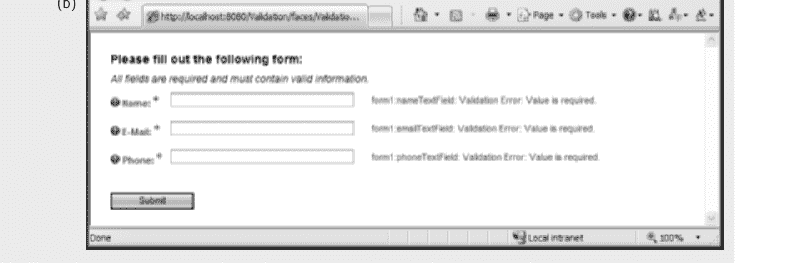 (b)
http://localhost:8080/Validation/faces/Validatio...
Page Tools
Please fill out the following form:
All fields are required and must contain valid information.
Name: * form1:nameTextField: Validation Error: Value is required.
E-Mail: * form1:emailTextField: Validation Error: Value is required.
Phone: * form1:phoneTextField: Validation Error: Value is required.
Submit
Done Local intranet 100%